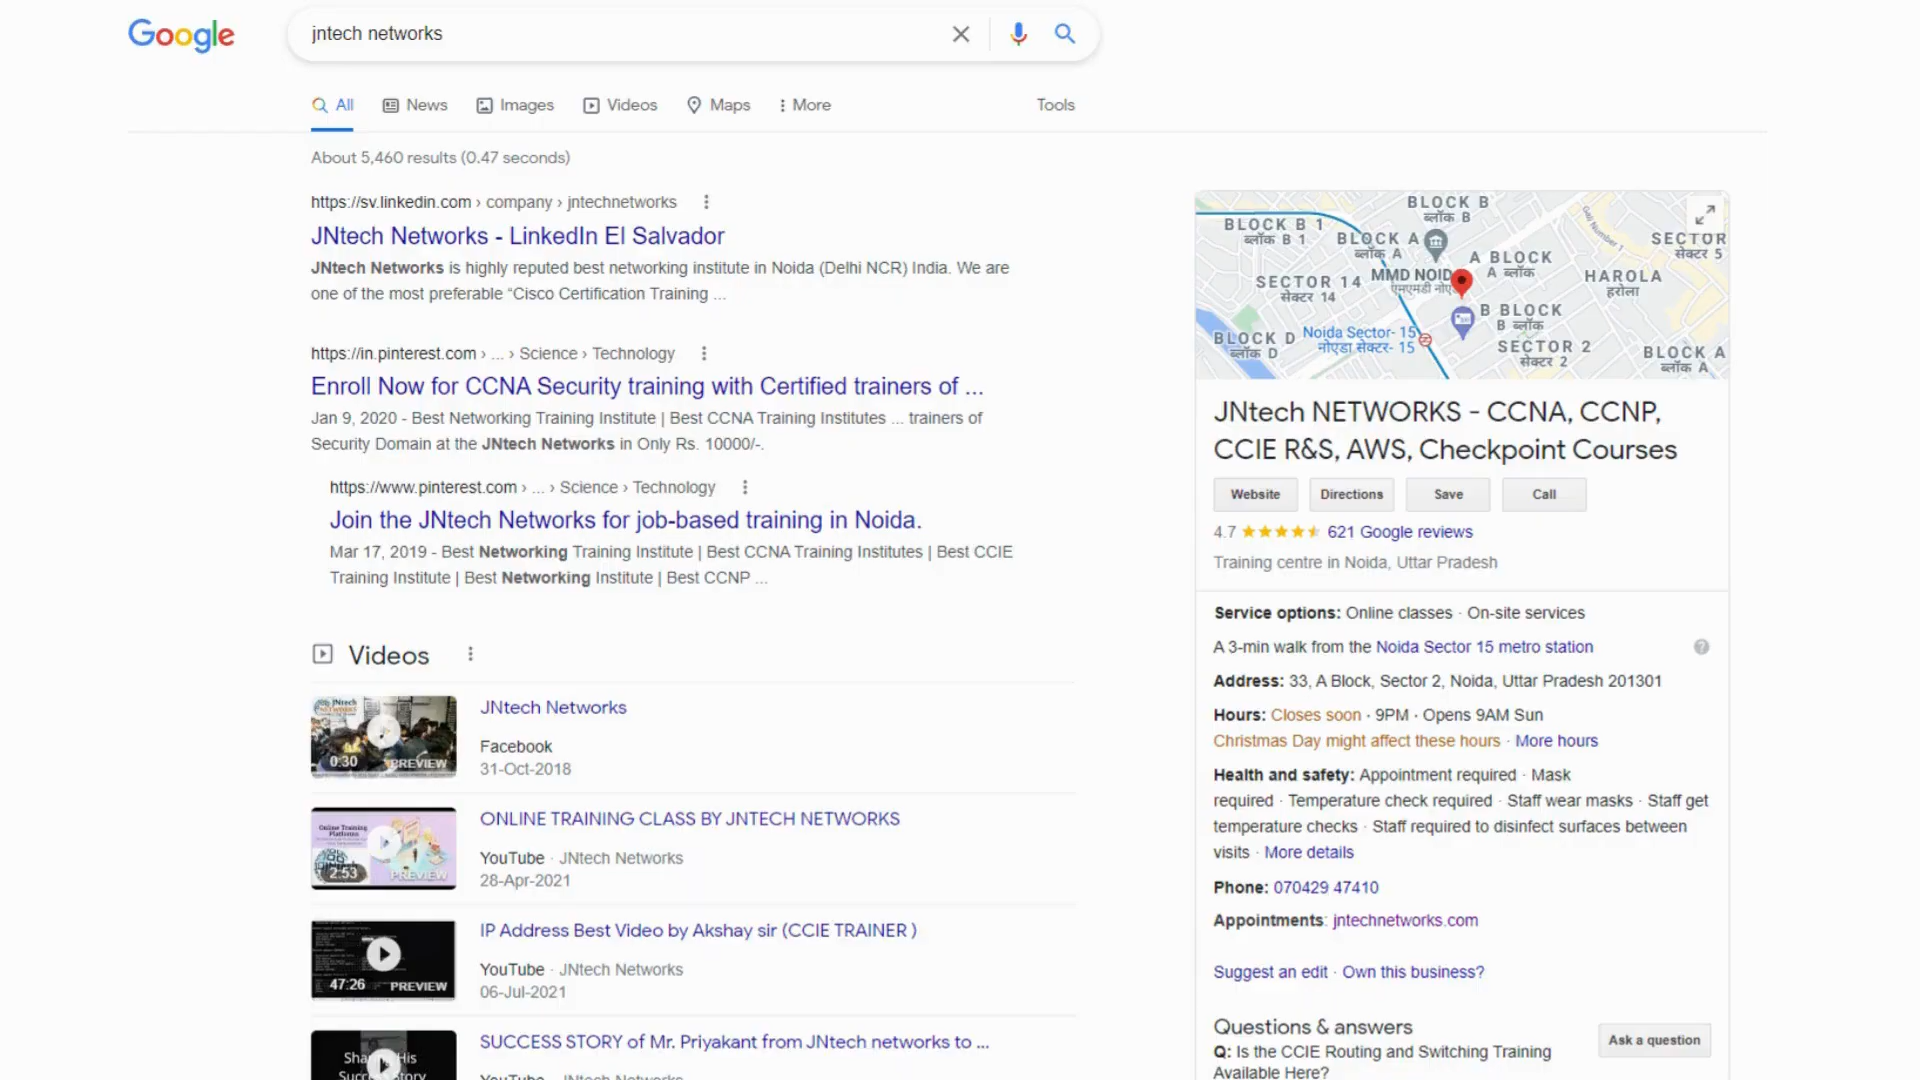 Google
jntech networks
All News Images Videos Maps More Tools
About 5,460 results (0.47 seconds)
https://sv.linkedin.com › company › jntechnetworks
JNtech Networks - LinkedIn El Salvador
JNtech Networks is highly reputed best networking institute in Noida (Delhi NCR) India. We are
one of the most preferable “Cisco Certification Training ...
https://in.pinterest.com › ... › Science › Technology
Enroll Now for CCNA Security training with Certified trainers of ...
Jan 9, 2020 - Best Networking Training Institute | Best CCNA Training Institutes ... trainers of
Security Domain at the JNtech Networks in Only Rs. 10000/-.
https://www.pinterest.com › ... › Science › Technology
Join the JNtech Networks for job-based training in Noida.
Mar 17, 2019 - Best Networking Training Institute | Best CCNA Training Institutes | Best CCIE
Training Institute | Best Networking Institute | Best CCNP ...
Videos
JNtech Networks
Facebook
31-Oct-2018
JNtech
NETWORKS
0:30 PREVIEW
ONLINE TRAINING CLASS BY JNTECH NETWORKS
YouTube · JNtech Networks
28-Apr-2021
Online Training
Platforms
2:53 PREVIEW
IP Address Best Video by Akshay sir (CCIE TRAINER )
YouTube · JNtech Networks
06-Jul-2021
47:26 PREVIEW
SUCCESS STORY of Mr. Priyakant from JNtech networks to ...
YouTube · JNtech Networks
His
BLOCK B
ब्लॉक B
BLOCK B 1
ब्लॉक B 1
BLOCK A
ब्लॉक A
SECTOR
सेक्टर 5
A BLOCK
A ब्लॉक
MMD NOID
SECTOR 14
सेक्टर 14
HAROLA
हरोला
B BLOCK
B ब्लॉक
BLOCK D
ब्लॉक D
Noida Sector- 15
नोएडा सेक्टर- 15
SECTOR 2
सेक्टर 2
BLOCK A
ब्लॉक A
JNtech NETWORKS - CCNA, CCNP,
CCIE R&S, AWS, Checkpoint Courses
Website Directions Save Call
4.7 621 Google reviews
Training centre in Noida, Uttar Pradesh
Service options: Online classes · On-site services
A 3-min walk from the Noida Sector 15 metro station
Address: 33, A Block, Sector 2, Noida, Uttar Pradesh 201301
Hours: Closes soon · 9PM · Opens 9AM Sun
Christmas Day might affect these hours · More hours
Health and safety: Appointment required · Mask
required · Temperature check required · Staff wear masks · Staff get
temperature checks · Staff required to disinfect surfaces between
visits · More details
Phone: 070429 47410
Appointments: jntechnetworks.com
Suggest an edit · Own this business?
Questions & answers
Ask a question
Q: Is the CCIE Routing and Switching Training
Available Here?